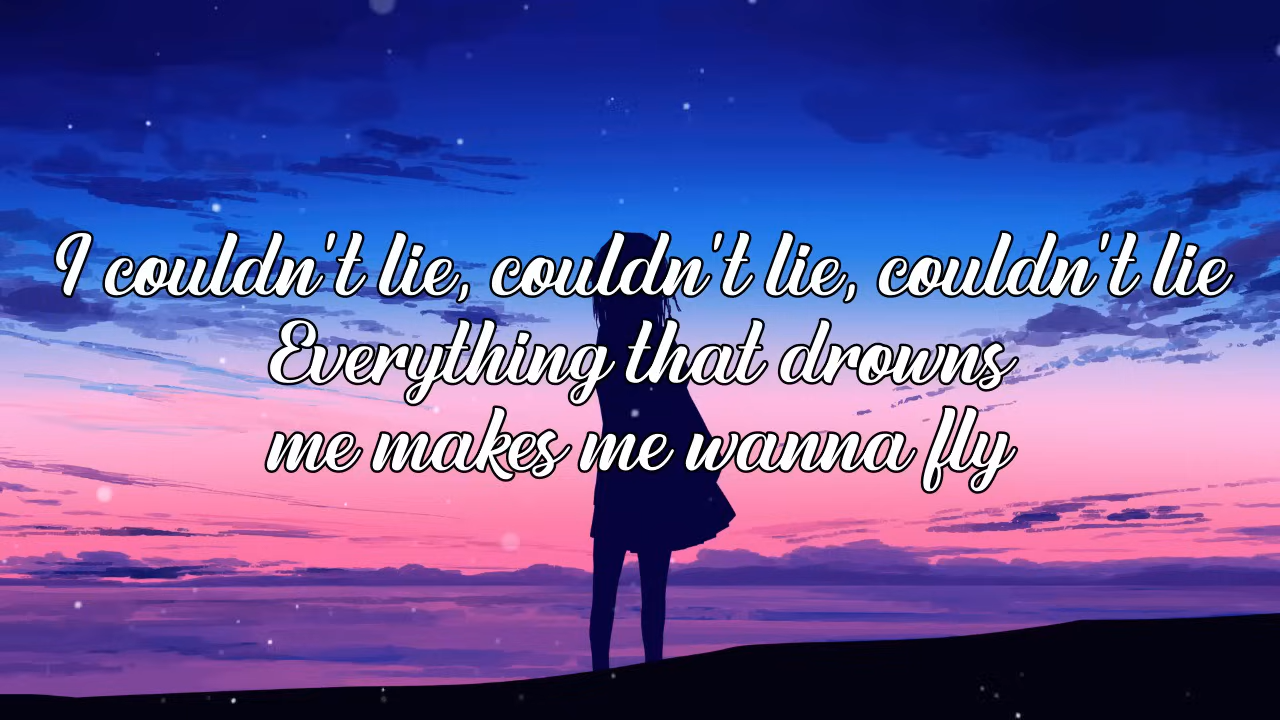 I couldn't lie, couldn't lie, couldn't lie
Everything that drowns
me makes me wanna fly